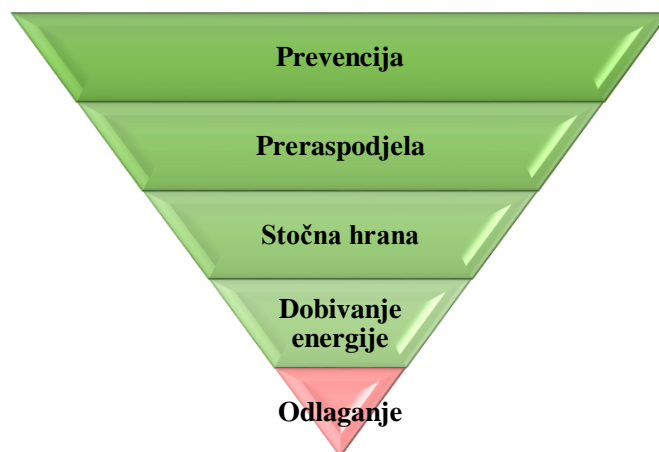 Prevencija
Preraspodjela
Stočna hrana
Dobivanje
energije
Odlaganje